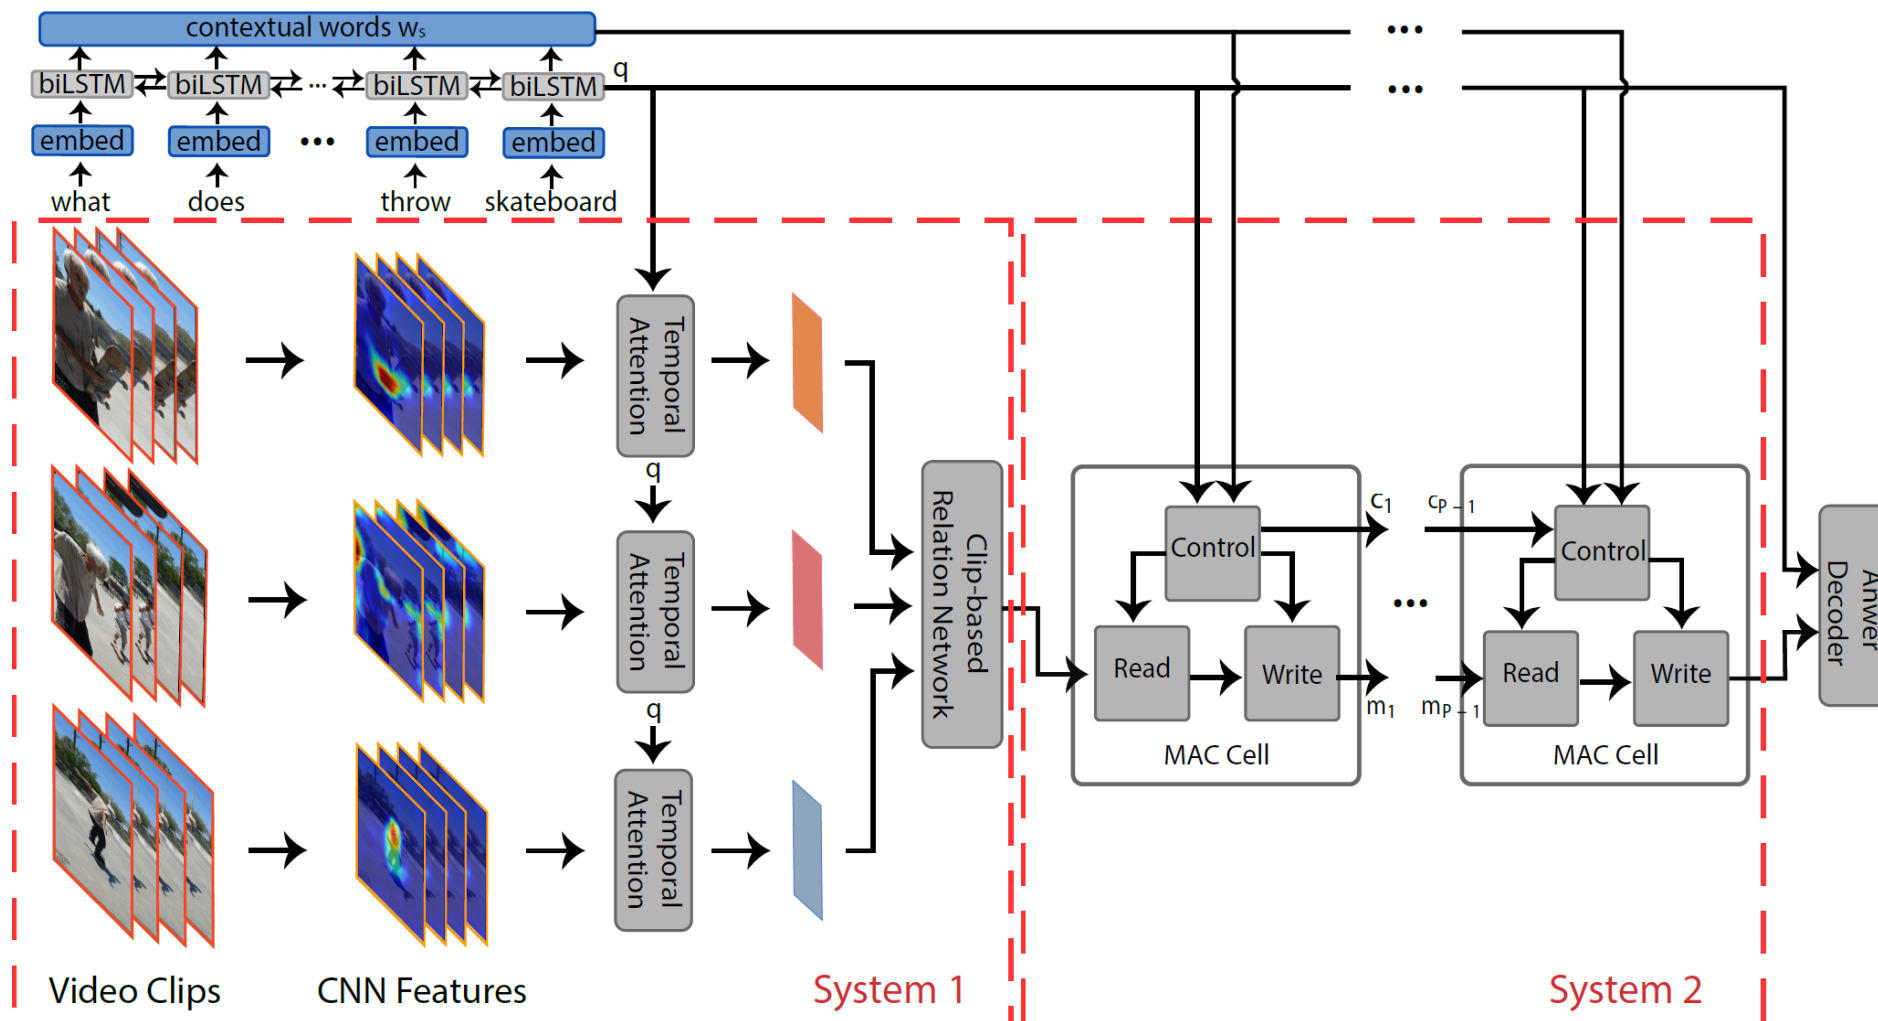 contextual words ws
biLSTM biLSTM ... biLSTM biLSTM q
embed embed ... embed embed
what does throw skateboard
... 
...
Temporal
Attention
q
Temporal
Attention
q
Temporal
Attention
Clip-based
Relation Network
Control
Read
Write
MAC Cell
c1
cP – 1
...
m1
mP – 1
Control
Read
Write
MAC Cell
Anwer
Decoder
Video Clips
CNN Features
System 1
System 2